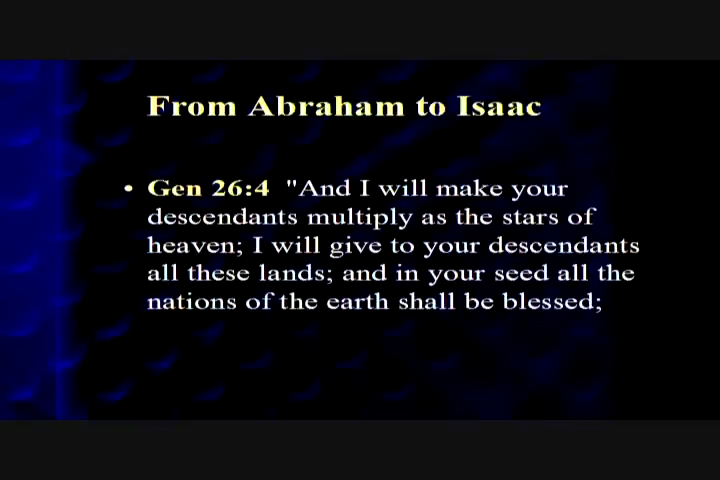 From Abraham to Isaac
• Gen 26:4 "And I will make your
descendants multiply as the stars of
heaven; I will give to your descendants
all these lands; and in your seed all the
nations of the earth shall be blessed;